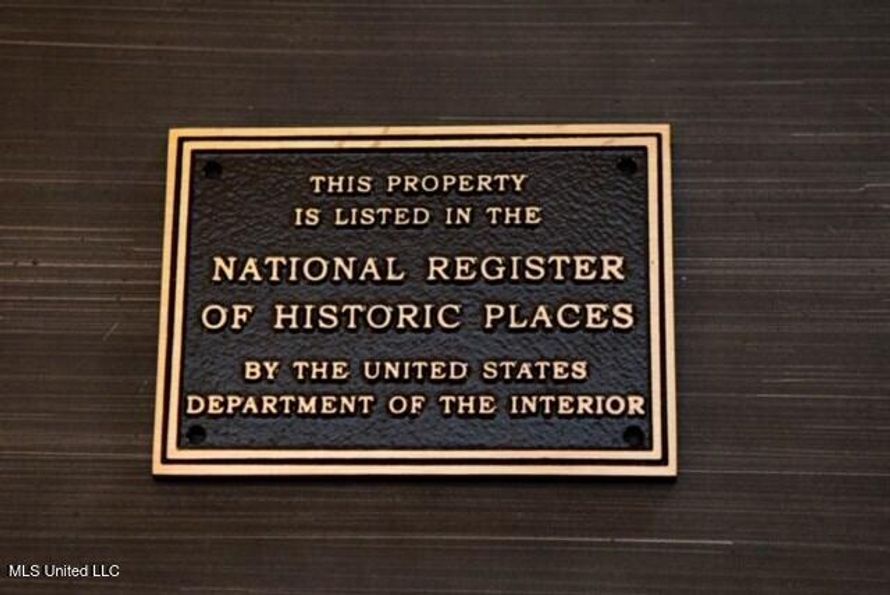 THIS PROPERTY
IS LISTED IN THE
NATIONAL REGISTER
OF HISTORIC PLACES
BY THE UNITED STATES
DEPARTMENT OF THE INTERIOR
MLS United LLC